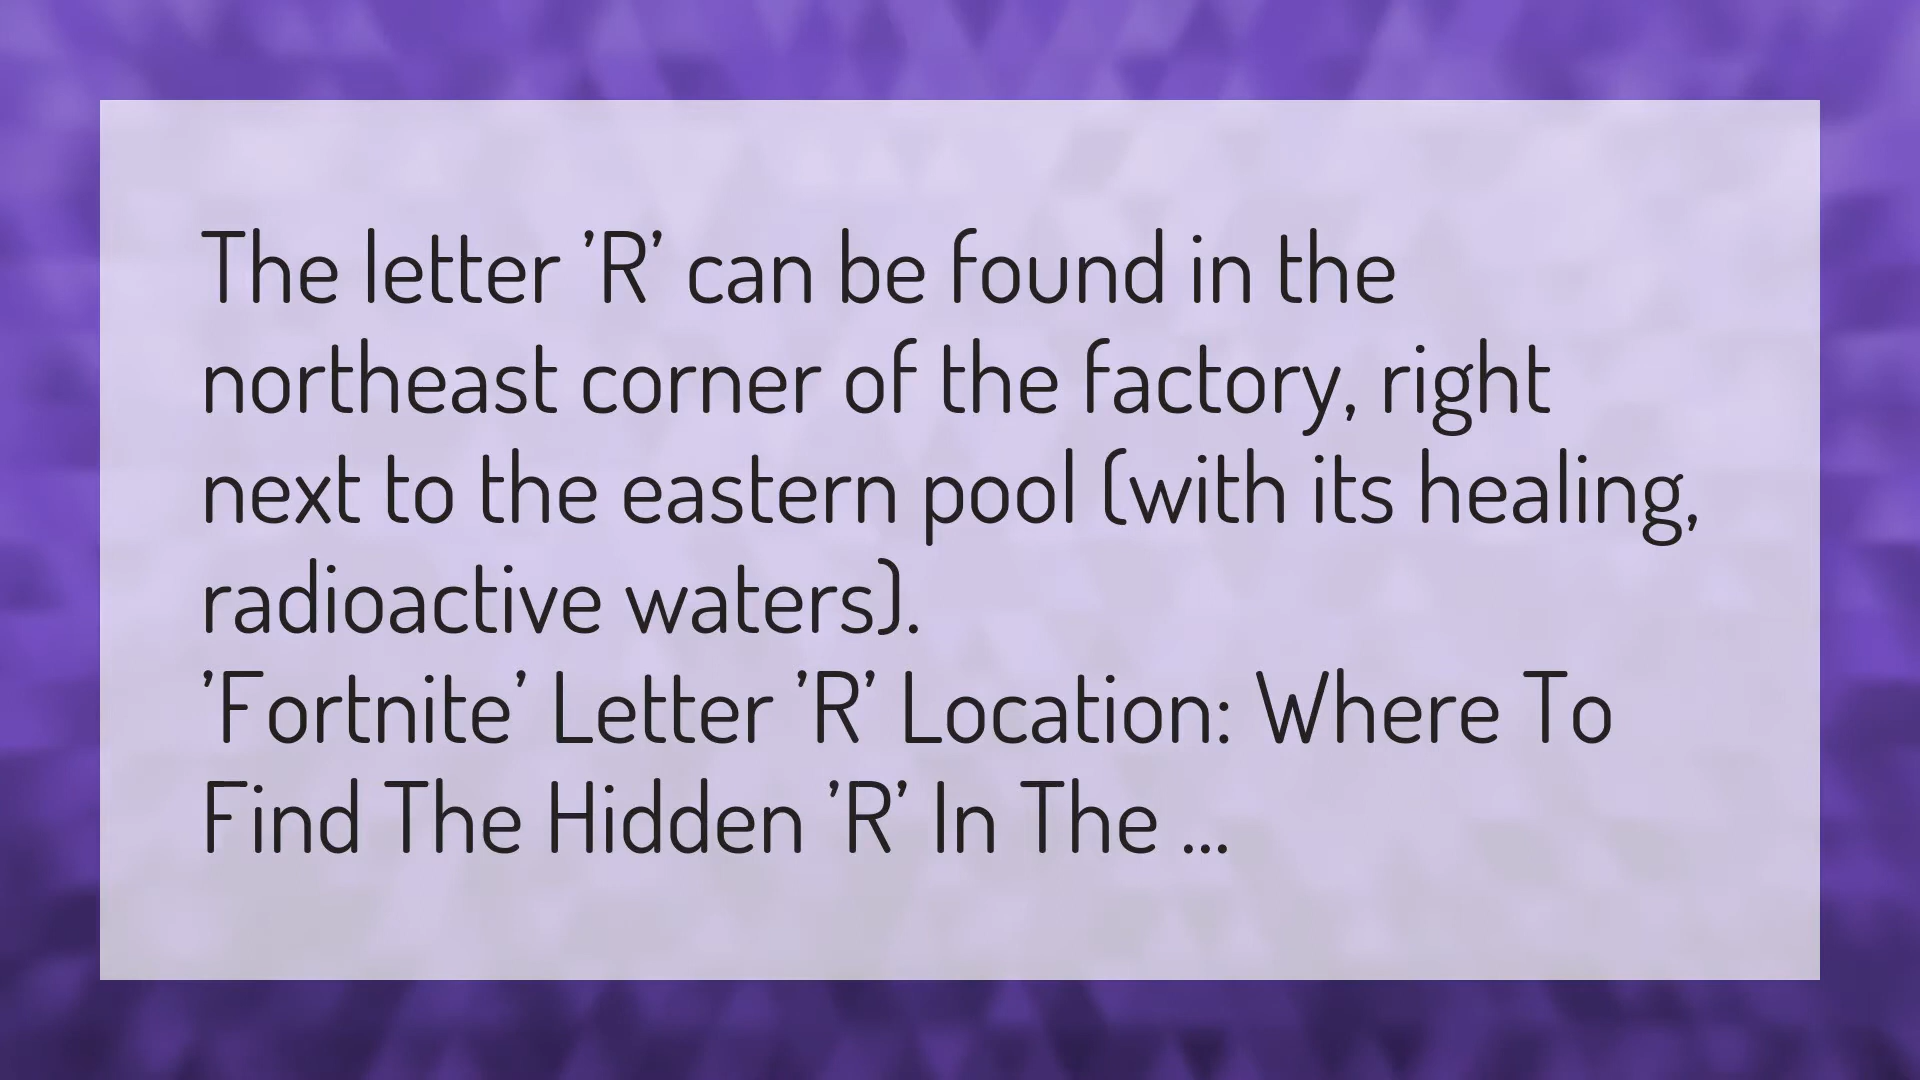 The letter 'R' can be found in the
northeast corner of the factory, right
next to the eastern pool (with its healing,
radioactive waters).
'Fortnite' Letter 'R' Location: Where To
Find The Hidden 'R' In The ...